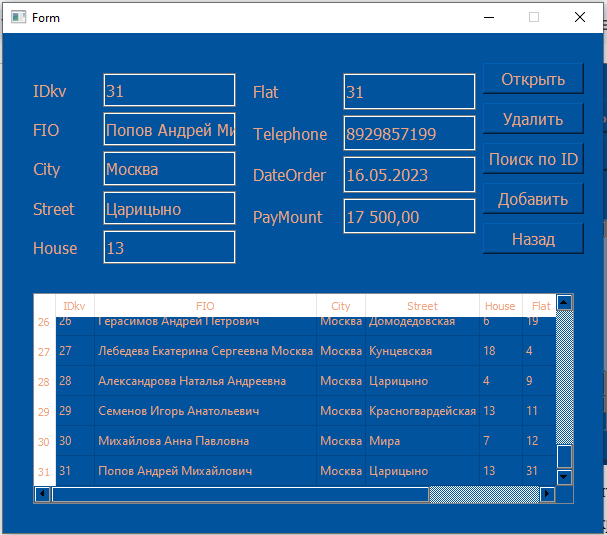 Form
IDkv 31
FIO Попов Андрей Ми
City Москва
Street Царицыно
House 13
Flat 31
Telephone 8929857199
DateOrder 16.05.2023
PayMount 17 500,00
Открыть
Удалить
Поиск по ID
Добавить
Назад
IDkv FIO City Street House Flat
26 26 Герасимов Андрей Петрович Москва Домодедовская 6 19
27 27 Лебедева Екатерина Сергеевна Москва Кунцевская 18 4
28 28 Александрова Наталья Андреевна Москва Царицыно 4 9
29 29 Семенов Игорь Анатольевич Москва Красногвардейская 13 11
30 30 Михайлова Анна Павловна Москва Мира 7 12
31 31 Попов Андрей Михайлович Москва Царицыно 13 31